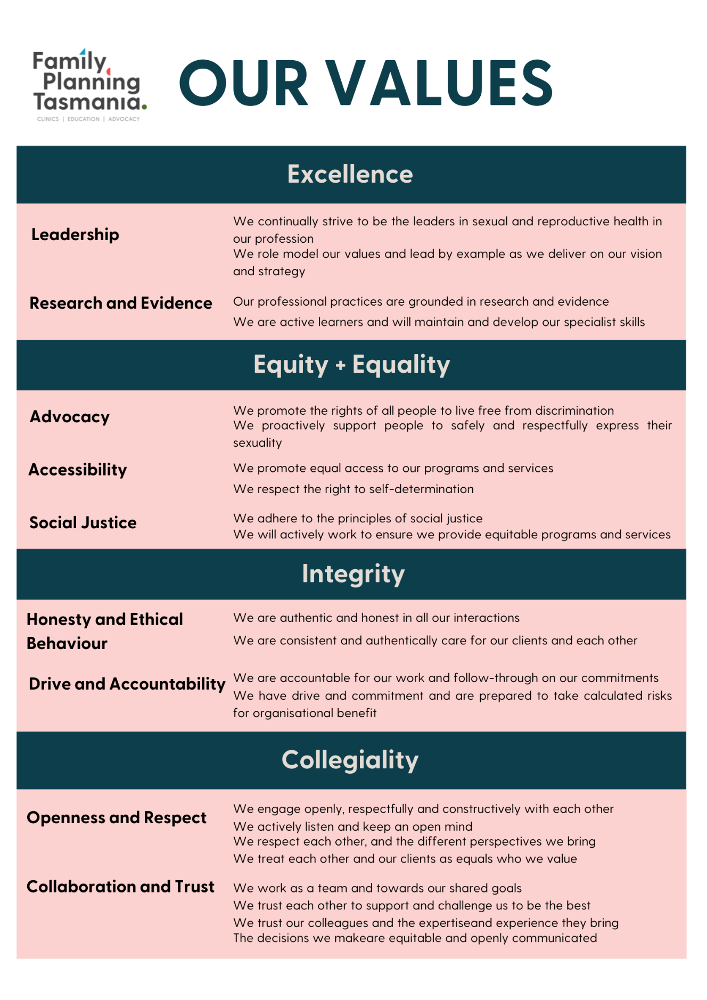 Family
Planning
Tasmania.
CLINICS | EDUCATION | ADVOCACY
OUR VALUES
Excellence
Leadership
We continually strive to be the leaders in sexual and reproductive health in
our profession
We role model our values and lead by example as we deliver on our vision
and strategy
Research and Evidence
Our professional practices are grounded in research and evidence
We are active learners and will maintain and develop our specialist skills
Equity + Equality
Advocacy
We promote the rights of all people to live free from discrimination
We proactively support people to safely and respectfully express their
sexuality
Accessibility
We promote equal access to our programs and services
We respect the right to self-determination
Social Justice
We adhere to the principles of social justice
We will actively work to ensure we provide equitable programs and services
Integrity
Honesty and Ethical
Behaviour
We are authentic and honest in all our interactions
We are consistent and authentically care for our clients and each other
Drive and Accountability
We are accountable for our work and follow-through on our commitments
We have drive and commitment and are prepared to take calculated risks
for organisational benefit
Collegiality
Openness and Respect
We engage openly, respectfully and constructively with each other
We actively listen and keep an open mind
We respect each other, and the different perspectives we bring
We treat each other and our clients as equals who we value
Collaboration and Trust
We work as a team and towards our shared goals
We trust each other to support and challenge us to be the best
We trust our colleagues and the expertiseand experience they bring
The decisions we makeare equitable and openly communicated